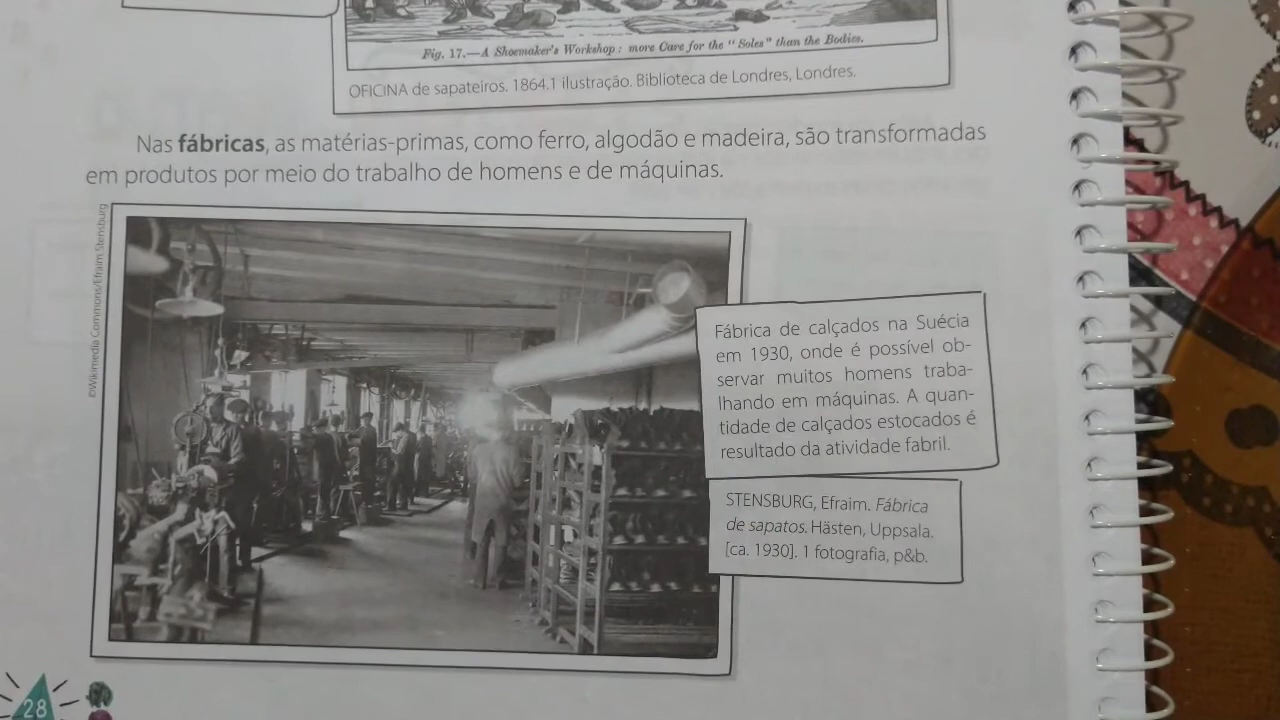 Fig. 17.—A Shoemaker's Workshop: more Care for the "Soles" than the Bodies.
OFICINA de sapateiros. 1864.1 ilustração. Biblioteca de Londres, Londres.
Nas fábricas, as matérias-primas, como ferro, algodão e madeira, são transformadas
em produtos por meio do trabalho de homens e de máquinas.
©Wikimedia Commons/Efraim Stensburg
Fábrica de calçados na Suécia
em 1930, onde é possível ob-
servar muitos homens traba-
lhando em máquinas. A quan-
tidade de calçados estocados é
resultado da atividade fabril.
STENSBURG, Efraim. Fábrica
de sapatos. Hästen, Uppsala.
[ca. 1930]. 1 fotografia, p&b.
28